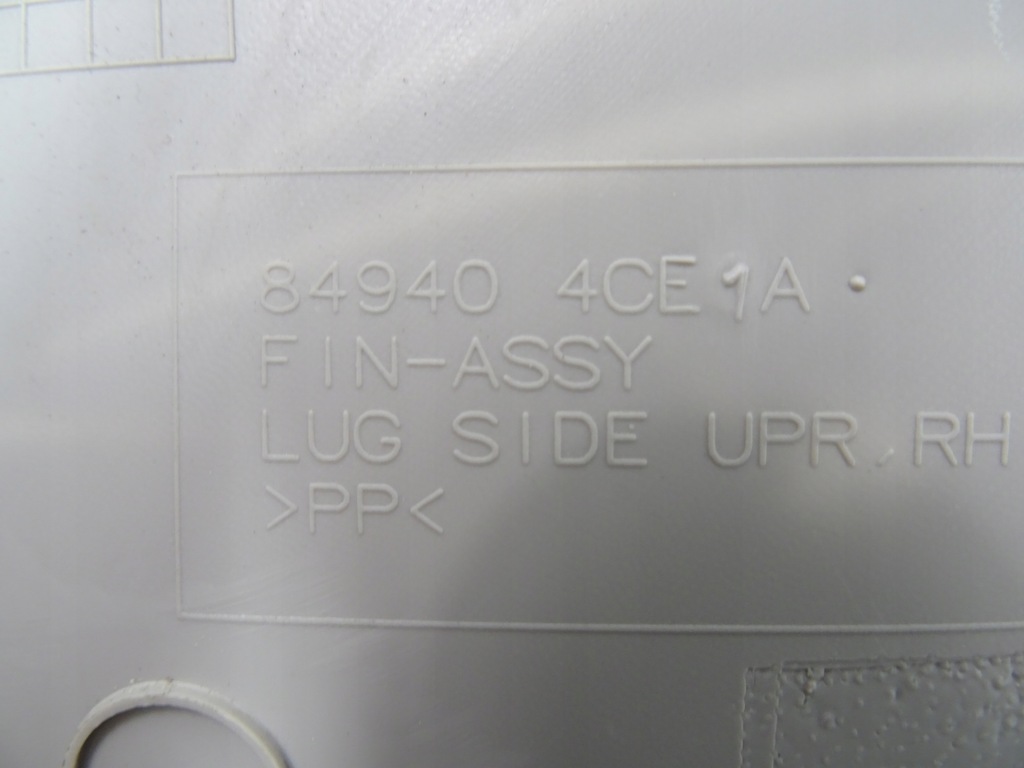 84940 4CE1A
FIN-ASSY
LUG SIDE UPR RH
>PP<